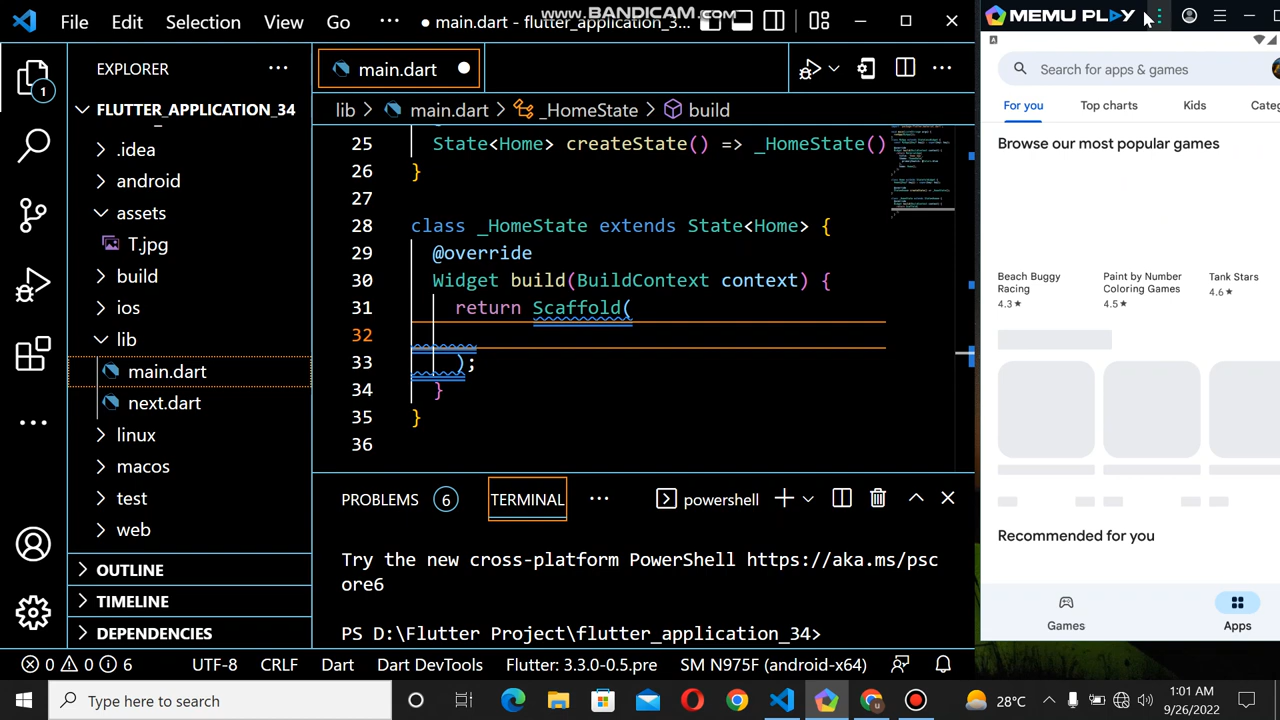 File Edit Selection View Go ··· ● main.dart - flutter_application_3...
www.BANDICAM.com
MEMU PLAY
EXPLORER ···
main.dart
FLUTTER_APPLICATION_34
.idea
android
assets
T.jpg
build
ios
lib
main.dart
next.dart
linux
macos
test
web
OUTLINE
TIMELINE
DEPENDENCIES
1
lib > main.dart > _HomeState > build
25 State<Home> createState() => _HomeState()
26 }
27
28 class _HomeState extends State<Home> {
29 @override
30 Widget build(BuildContext context) {
31 return Scaffold(
32
33 );
34 }
35 }
36
PROBLEMS 6 TERMINAL ··· powershell
Try the new cross-platform PowerShell https://aka.ms/psc
ore6
PS D:\Flutter Project\flutter_application_34>
0 0 6 UTF-8 CRLF Dart Dart DevTools Flutter: 3.3.0-0.5.pre SM N975F (android-x64)
A
Search for apps & games
For you Top charts Kids Categ
Browse our most popular games
Beach Buggy
Racing
4.3★
Paint by Number
Coloring Games
4.5★
Tank Stars
4.6★
Recommended for you
Games Apps
Type here to search
28°C
1:01 AM
9/26/2022